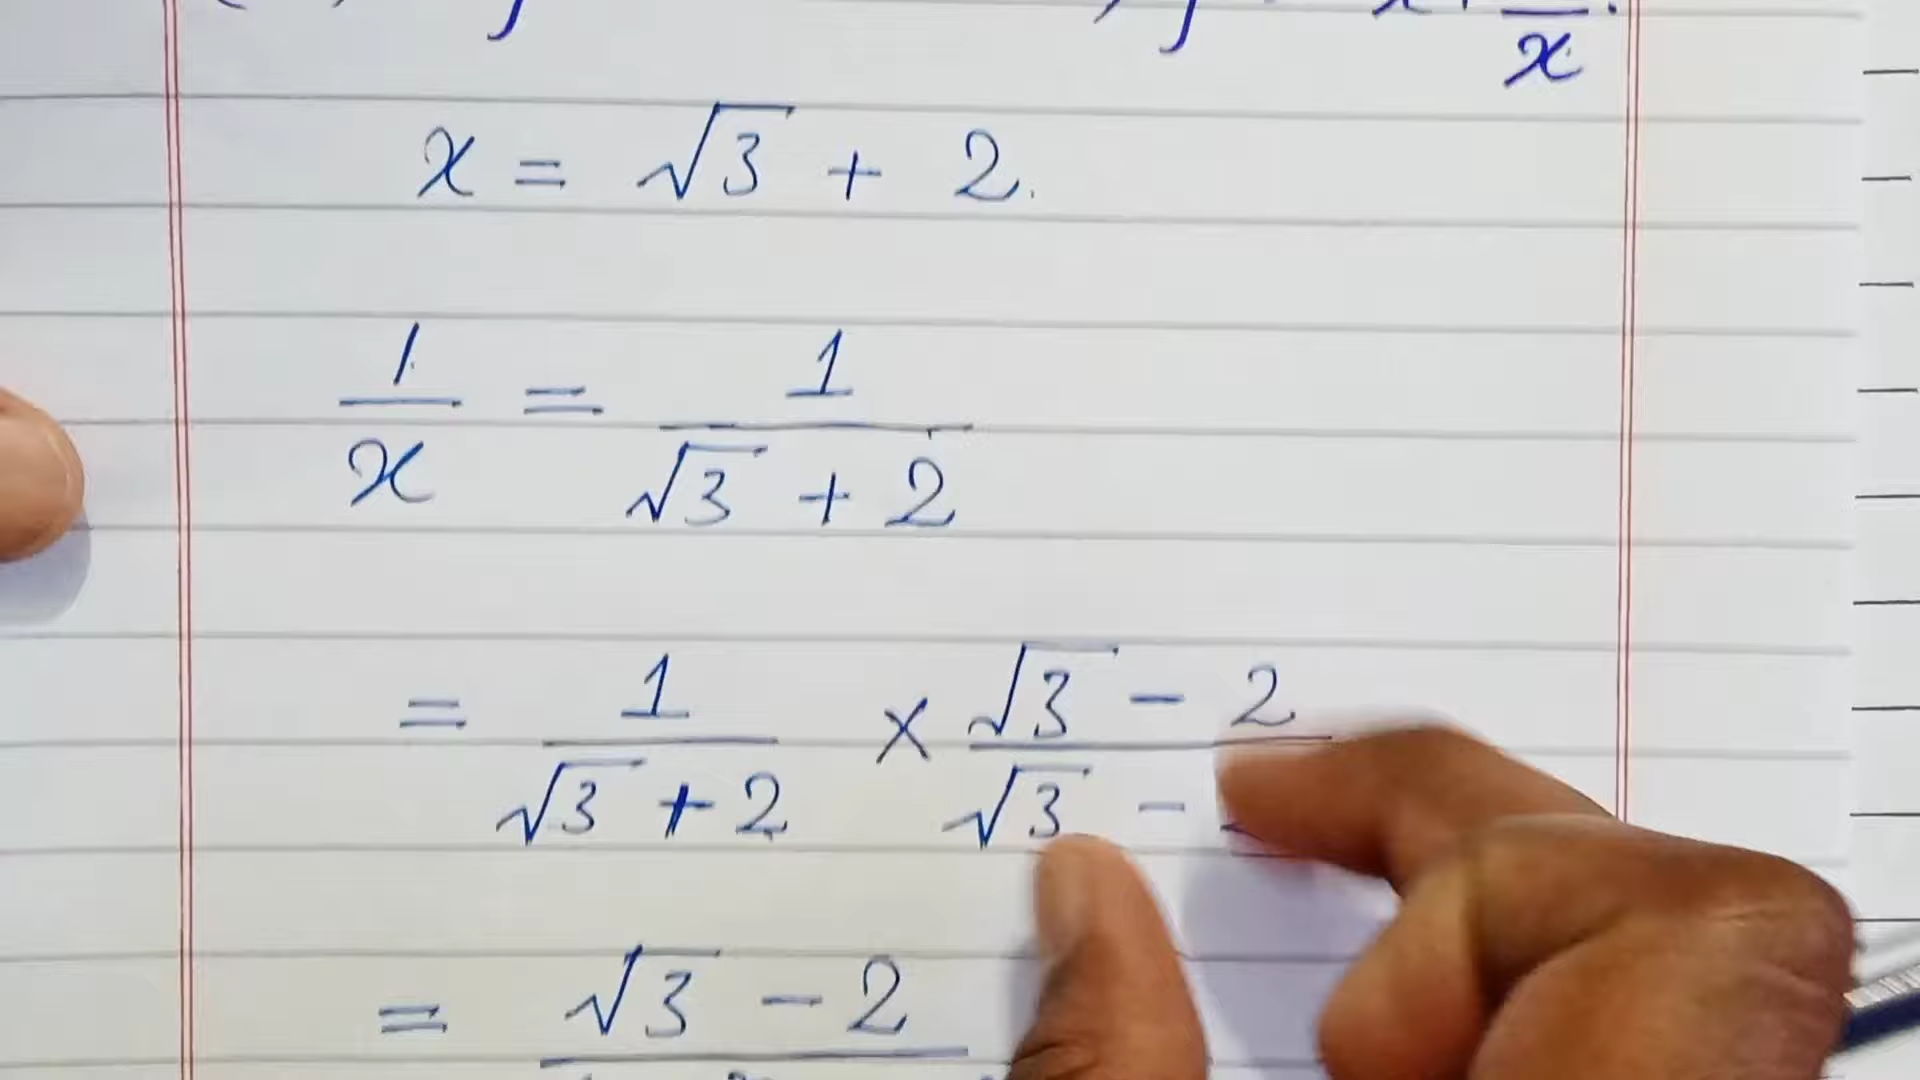 x
x = √3 + 2.
1/x = 1/(√3 + 2)
= 1/(√3 + 2) × (√3 - 2)/(√3 -
= √3 - 2